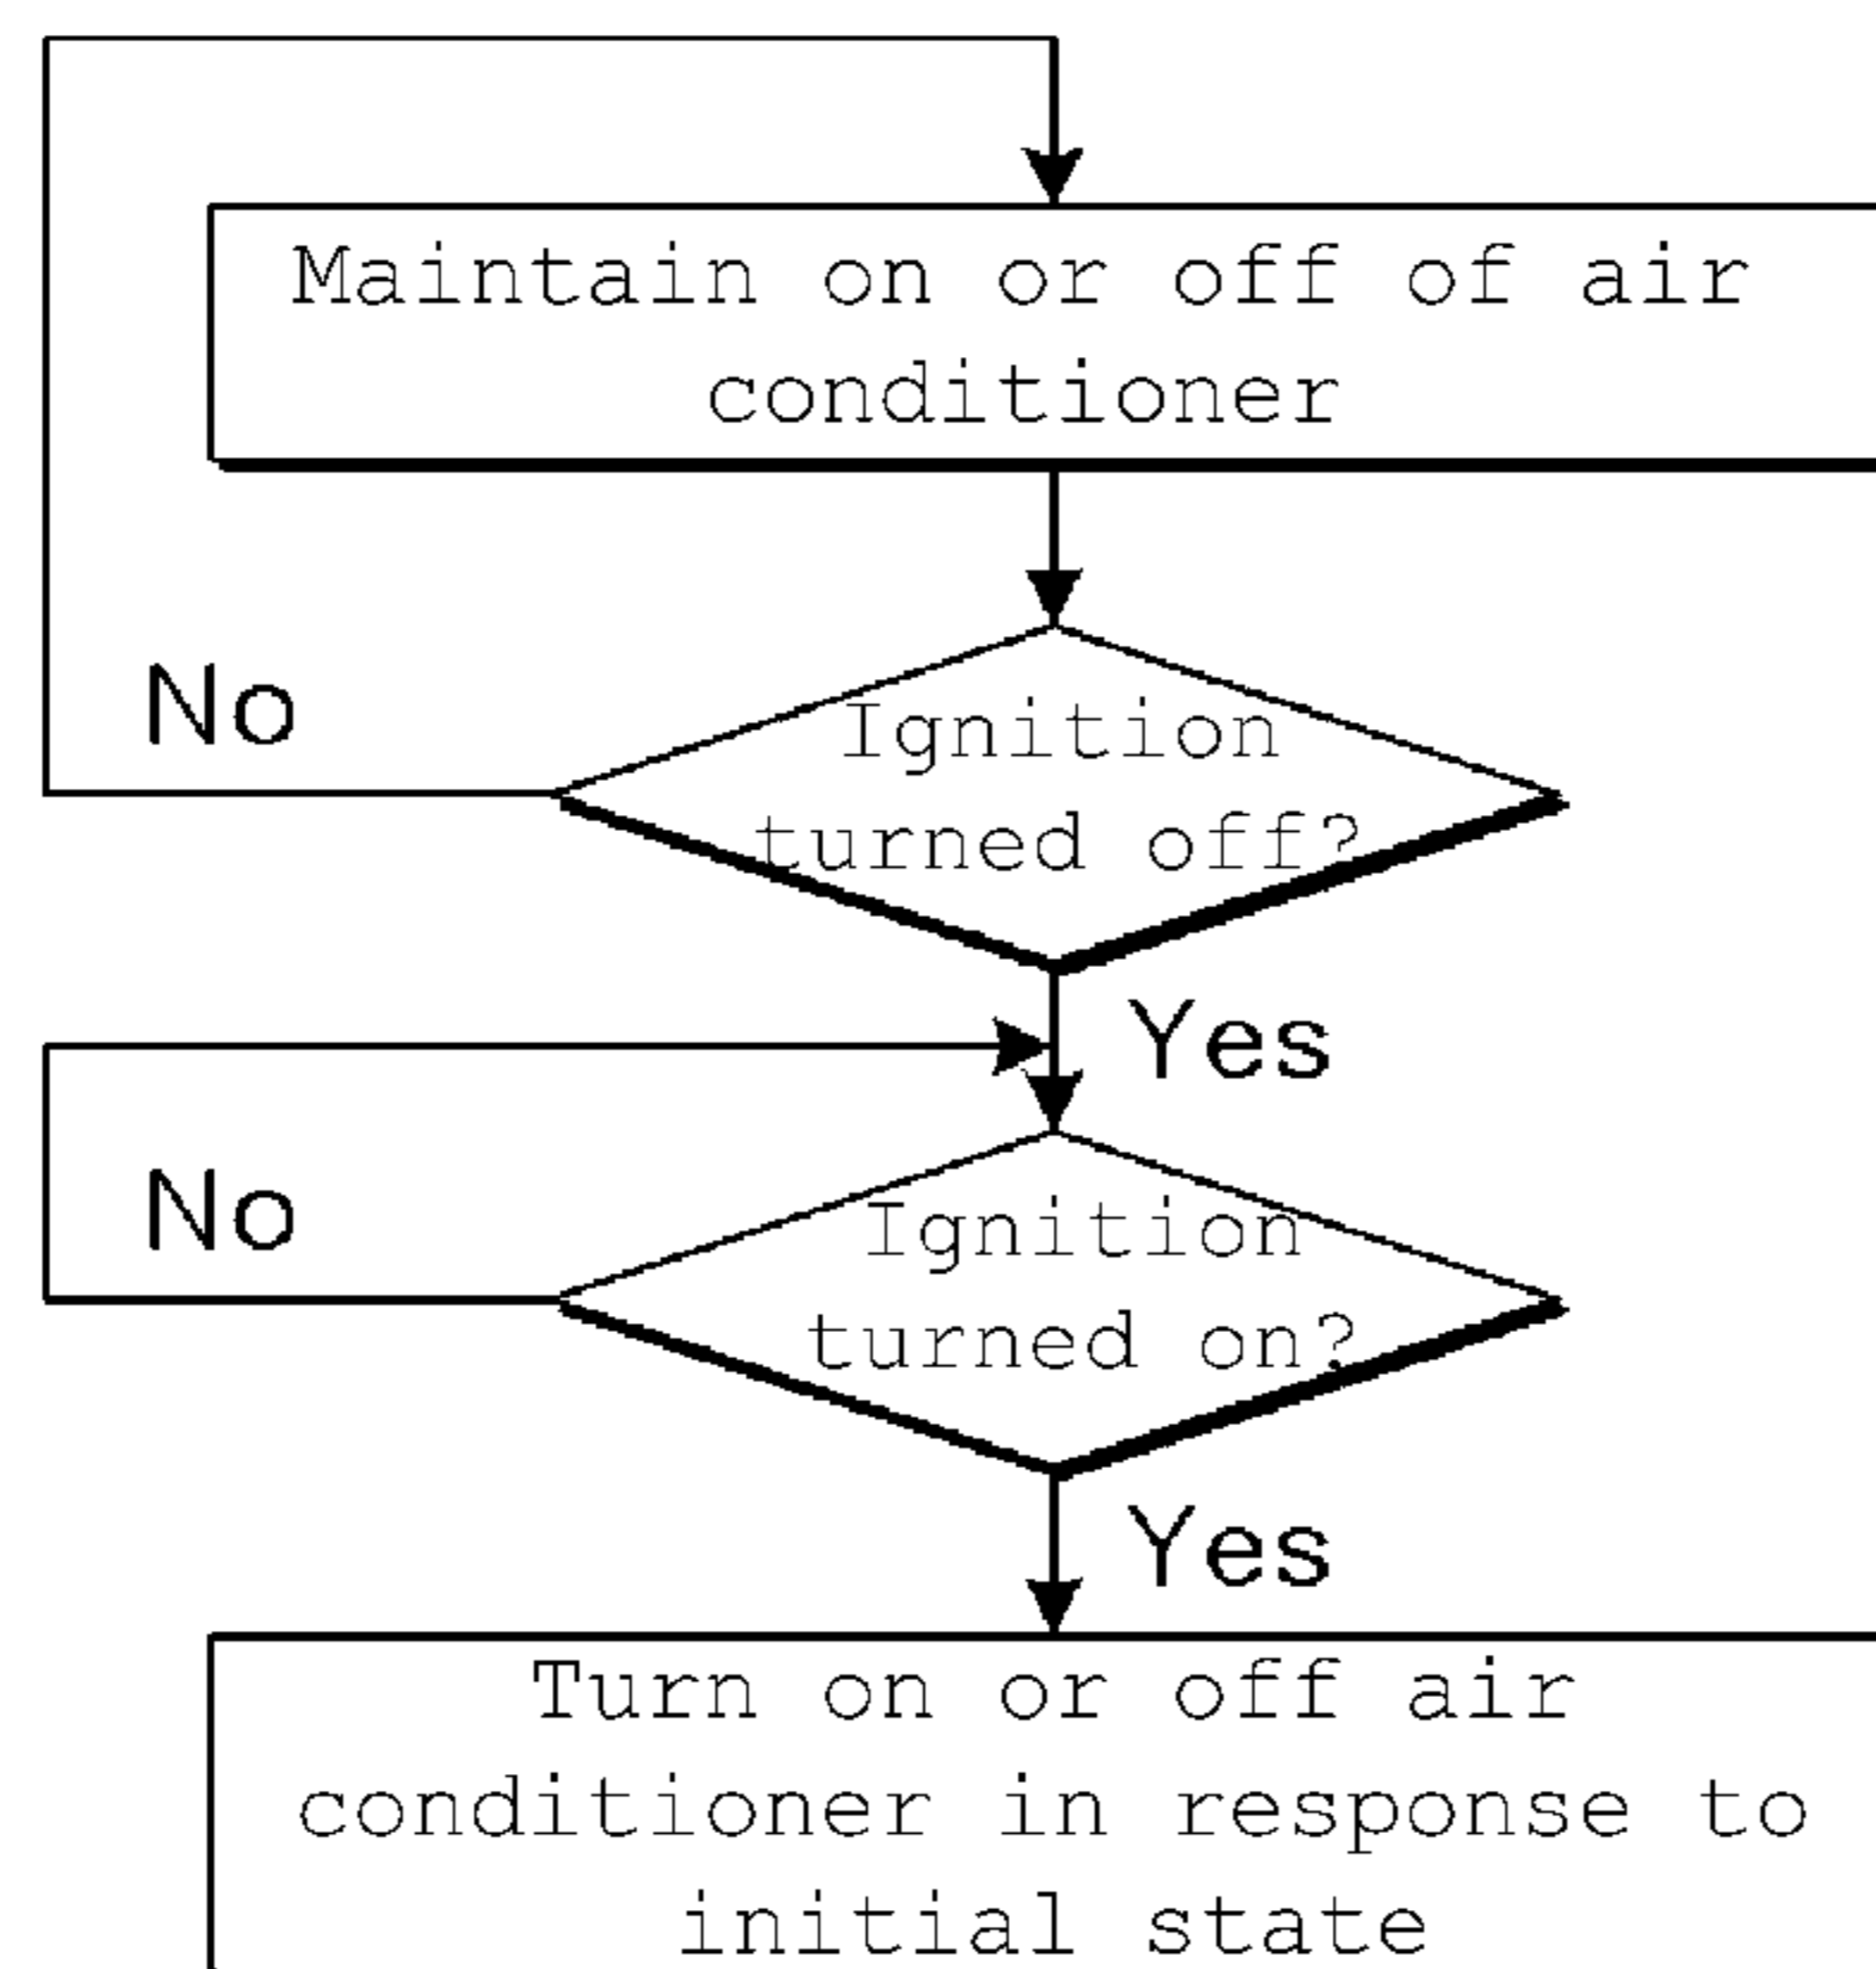 Maintain on or off of air
conditioner
No
Ignition
turned off?
Yes
No
Ignition
turned on?
Yes
Turn on or off air
conditioner in response to
initial state